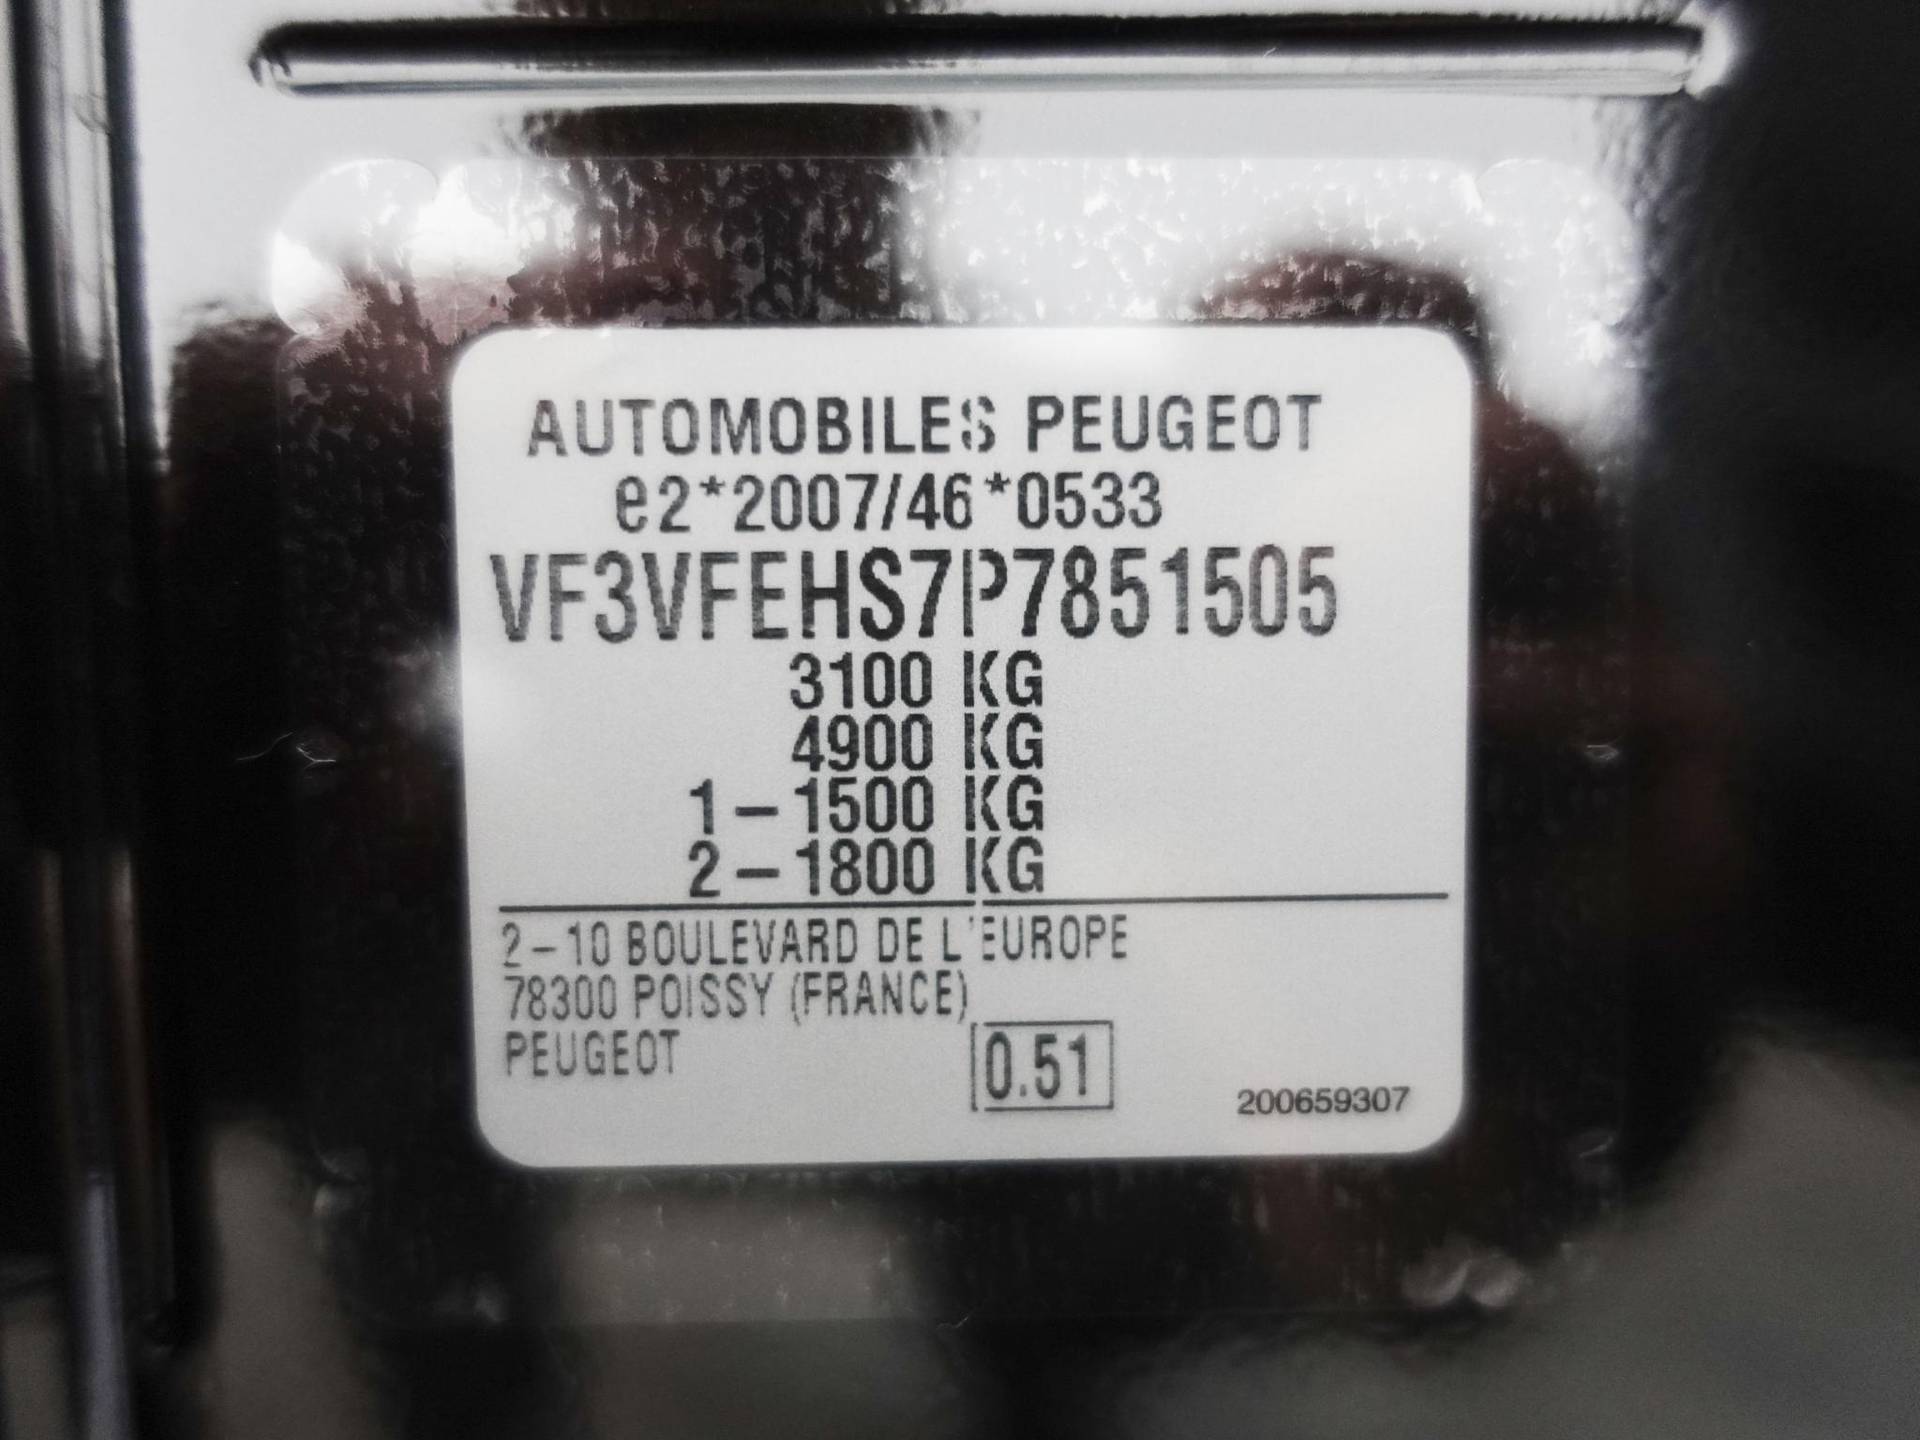 AUTOMOBILES PEUGEOT
e2*2007/46*0533
VF3VFEHS7P7851505
3100 KG
4900 KG
1-1500 KG
2-1800 KG
2-10 BOULEVARD DE L'EUROPE
78300 POISSY (FRANCE)
PEUGEOT
0.51
200659307